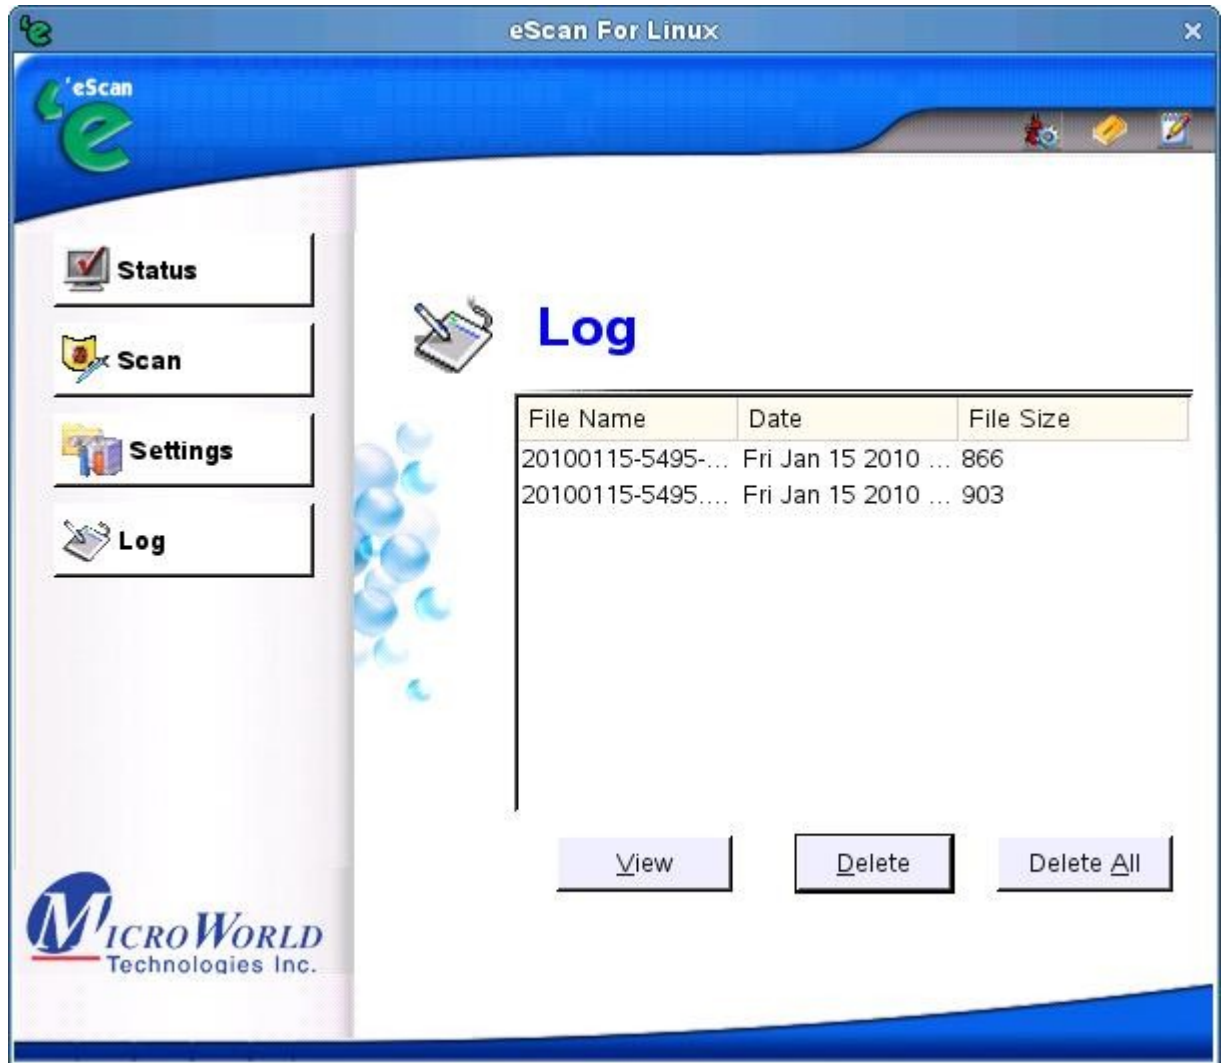 eScan For Linux
eScan
Status
Scan
Settings
Log
Log
File Name Date File Size
20100115-5495-... Fri Jan 15 2010 ... 866
20100115-5495.... Fri Jan 15 2010 ... 903
View Delete Delete All
MICROWORLD
Technologies Inc.